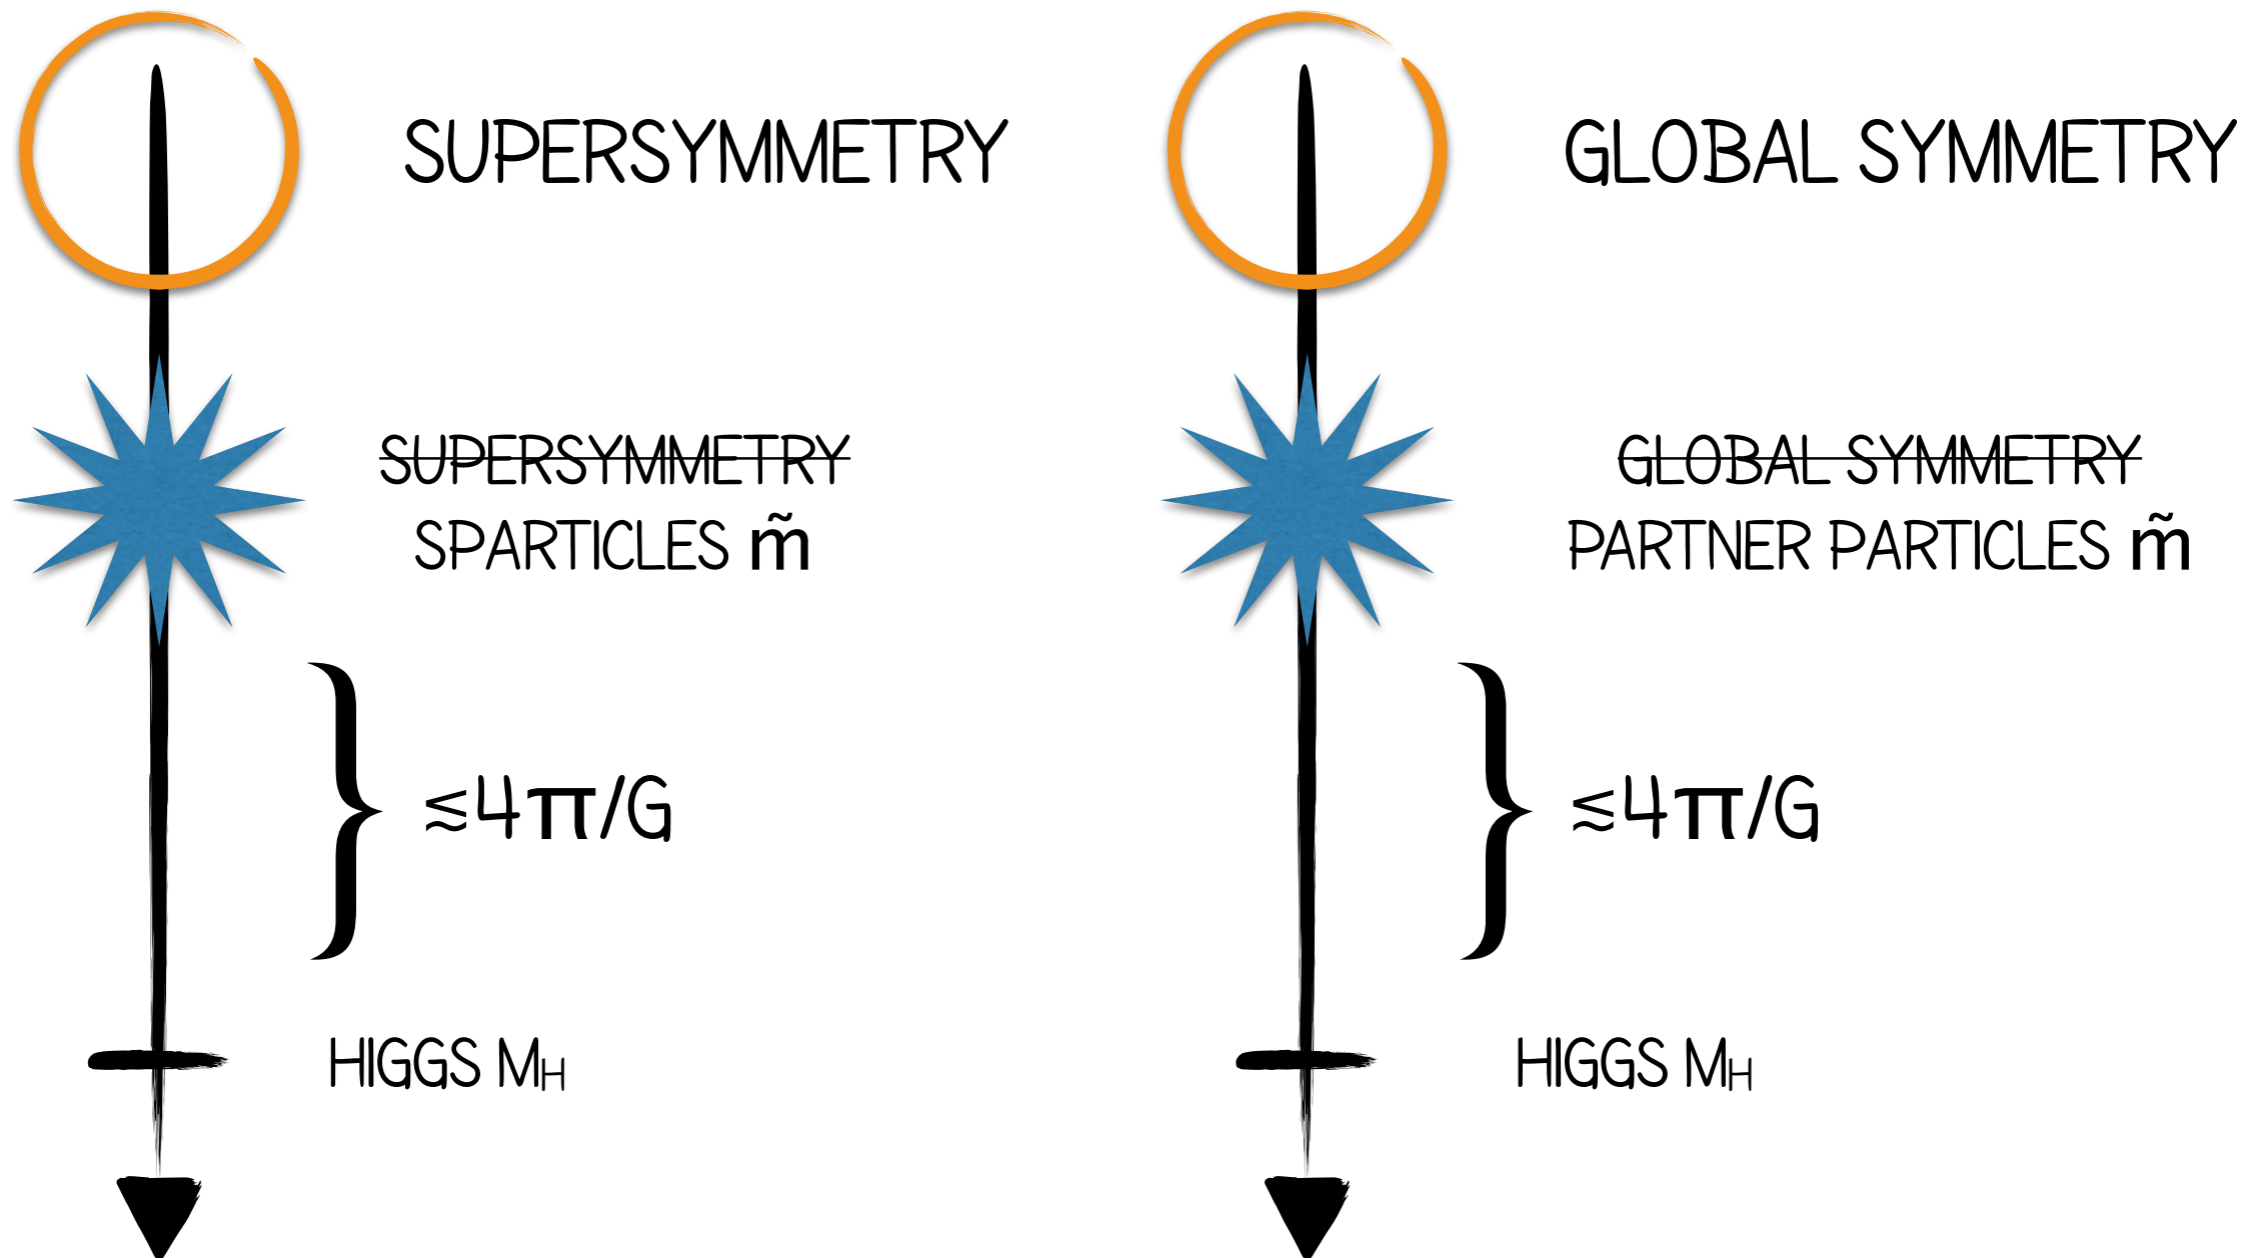 SUPERSYMMETRY
SUPERSYMMETRY
SPARTICLES m̃
≲4π/G
HIGGS MH
GLOBAL SYMMETRY
GLOBAL SYMMETRY
PARTNER PARTICLES m̃
≲4π/G
HIGGS MH